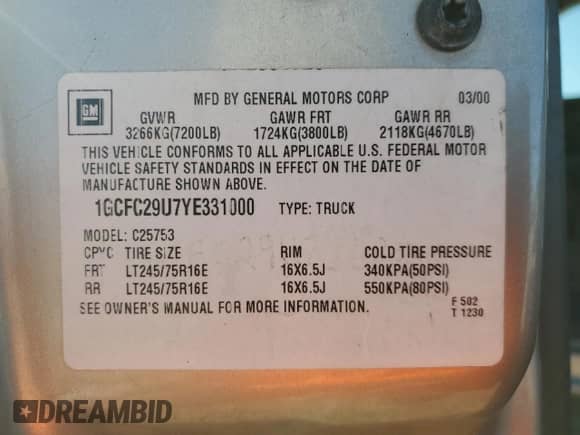 GM
MFD BY GENERAL MOTORS CORP 03/00
GVWR GAWR FRT GAWR RR
3266KG(7200LB) 1724KG(3800LB) 2118KG(4670LB)
THIS VEHICLE CONFORMS TO ALL APPLICABLE U.S. FEDERAL MOTOR
VEHICLE SAFETY STANDARDS IN EFFECT ON THE DATE OF
MANUFACTURE SHOWN ABOVE.
1GCFC29U7YE331000 TYPE: TRUCK
MODEL: C25753
TIRE SIZE RIM COLD TIRE PRESSURE
FRT LT245/75R16E 16X6.5J 340KPA(50PSI)
RR LT245/75R16E 16X6.5J 550KPA(80PSI)
SEE OWNER'S MANUAL FOR MORE INFORMATION.
F 502
T 1230
DREAMBID